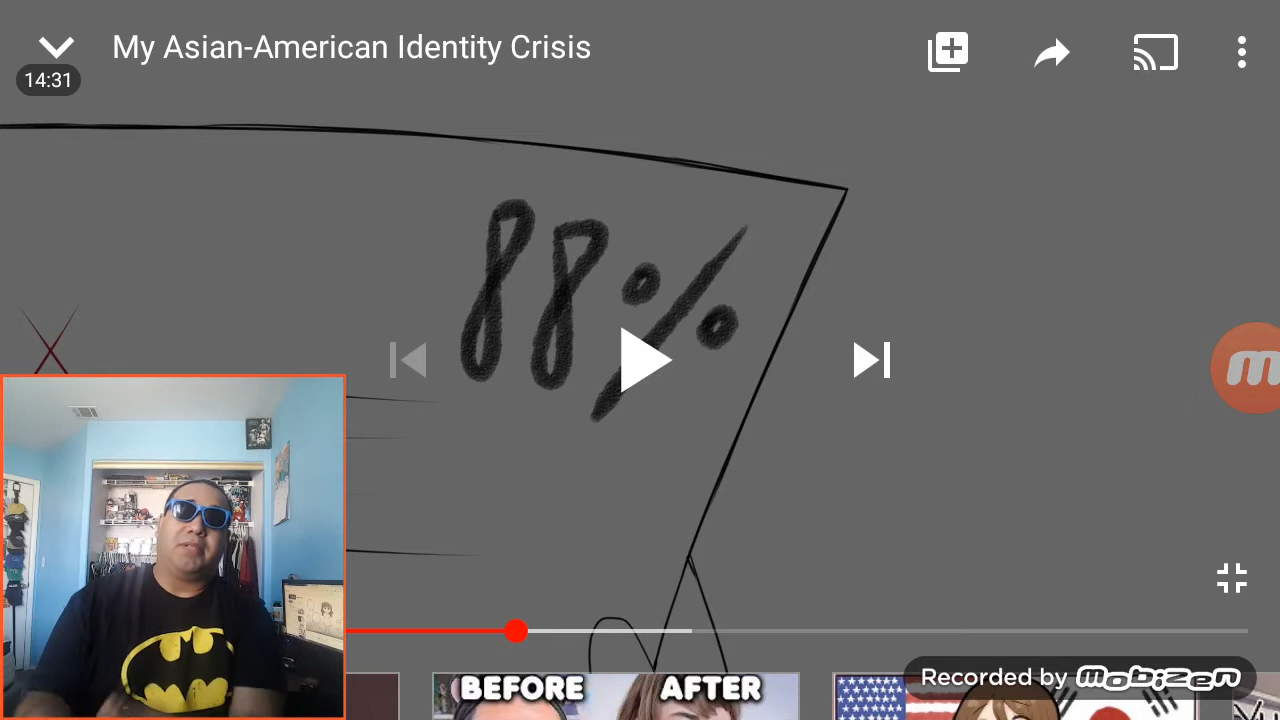 My Asian-American Identity Crisis
14:31
88%
BEFORE AFTER
Recorded by mobizen